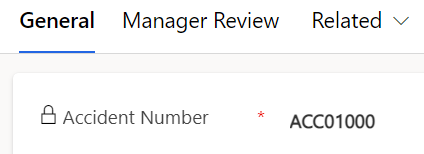 General Manager Review Related
Accident Number * ACC01000